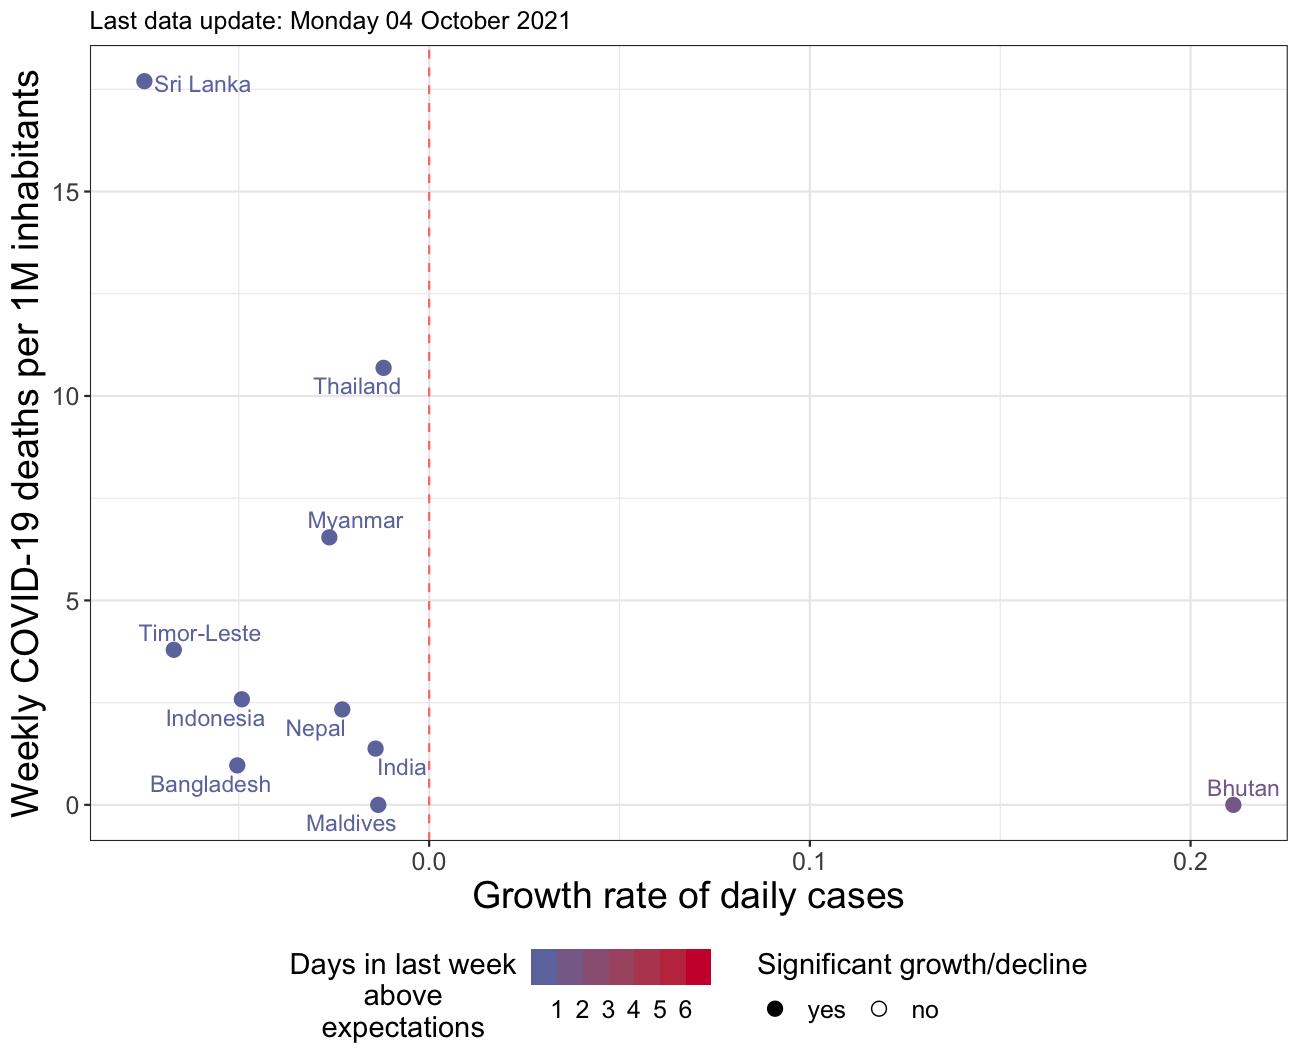 Last data update: Monday 04 October 2021
Weekly COVID-19 deaths per 1M inhabitants
15
10
5
0
Sri Lanka
Thailand
Myanmar
Timor-Leste
Indonesia
Nepal
India
Bangladesh
Bhutan
Maldives
0.0 0.1 0.2
Growth rate of daily cases
Days in last week
above
expectations
1 2 3 4 5 6
Significant growth/decline
yes no